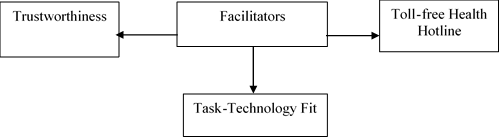 Trustworthiness
Facilitators
Toll-free Health
Hotline
Task-Technology Fit